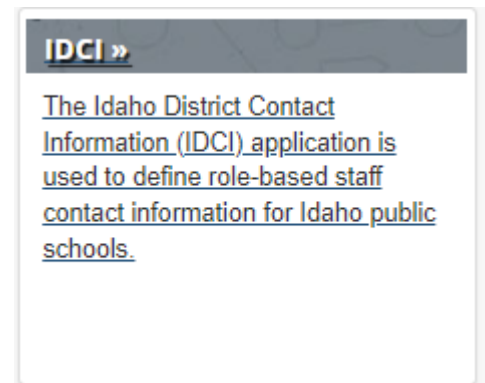 IDCI »
The Idaho District Contact
Information (IDCI) application is
used to define role-based staff
contact information for Idaho public
schools.